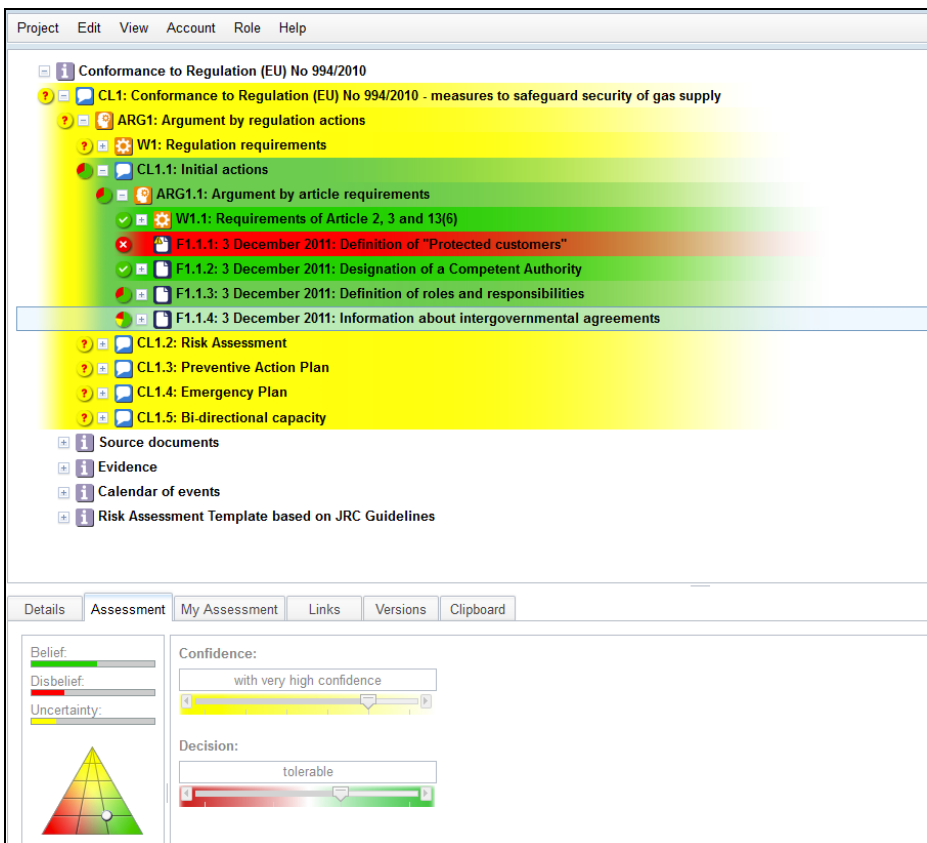 Project Edit View Account Role Help
Conformance to Regulation (EU) No 994/2010
CL1: Conformance to Regulation (EU) No 994/2010 - measures to safeguard security of gas supply
ARG1: Argument by regulation actions
W1: Regulation requirements
CL1.1: Initial actions
ARG1.1: Argument by article requirements
W1.1: Requirements of Article 2, 3 and 13(6)
F1.1.1: 3 December 2011: Definition of "Protected customers"
F1.1.2: 3 December 2011: Designation of a Competent Authority
F1.1.3: 3 December 2011: Definition of roles and responsibilities
F1.1.4: 3 December 2011: Information about intergovernmental agreements
CL1.2: Risk Assessment
CL1.3: Preventive Action Plan
CL1.4: Emergency Plan
CL1.5: Bi-directional capacity
Source documents
Evidence
Calendar of events
Risk Assessment Template based on JRC Guidelines
Details Assessment My Assessment Links Versions Clipboard
Belief:
Disbelief:
Uncertainty:
Confidence:
with very high confidence
Decision:
tolerable